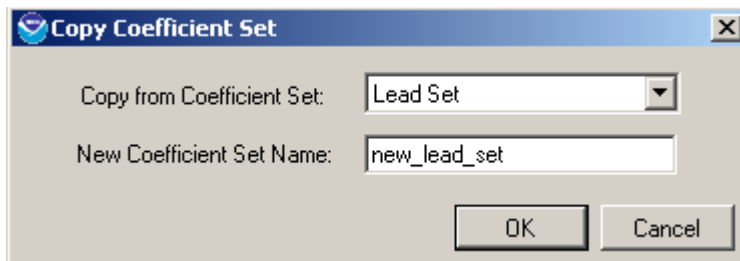 Copy Coefficient Set
Copy from Coefficient Set: Lead Set
New Coefficient Set Name: new_lead_set
OK Cancel